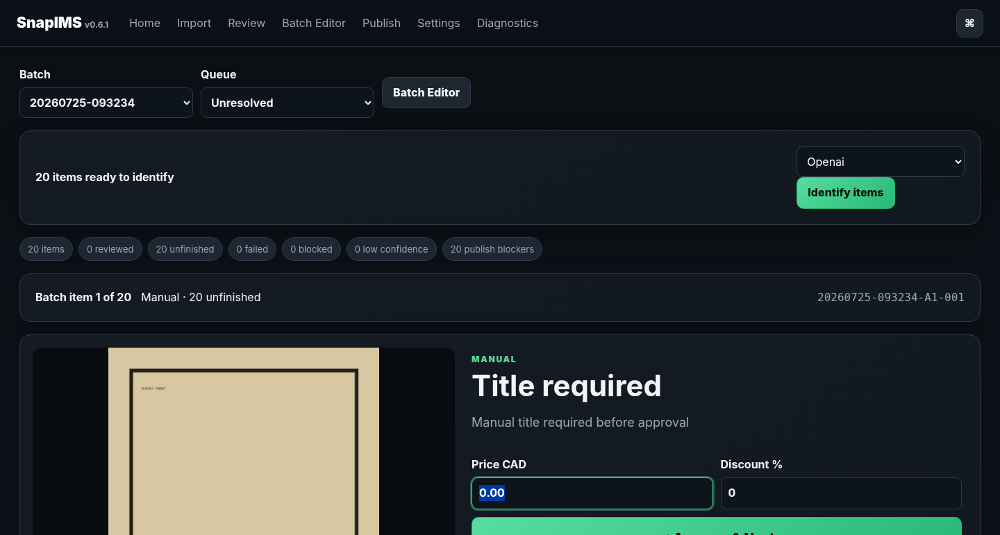 SnapIMS v0.6.1 Home Import Review Batch Editor Publish Settings Diagnostics ⌘
Batch Queue
20260725-093234 Unresolved Batch Editor
Openai
20 items ready to identify
Identify items
20 items 0 reviewed 20 unfinished 0 failed 0 blocked 0 low confidence 20 publish blockers
Batch item 1 of 20 Manual · 20 unfinished 20260725-093234-A1-001
MANUAL
Title required
Manual title required before approval
Price CAD Discount %
0.00 0